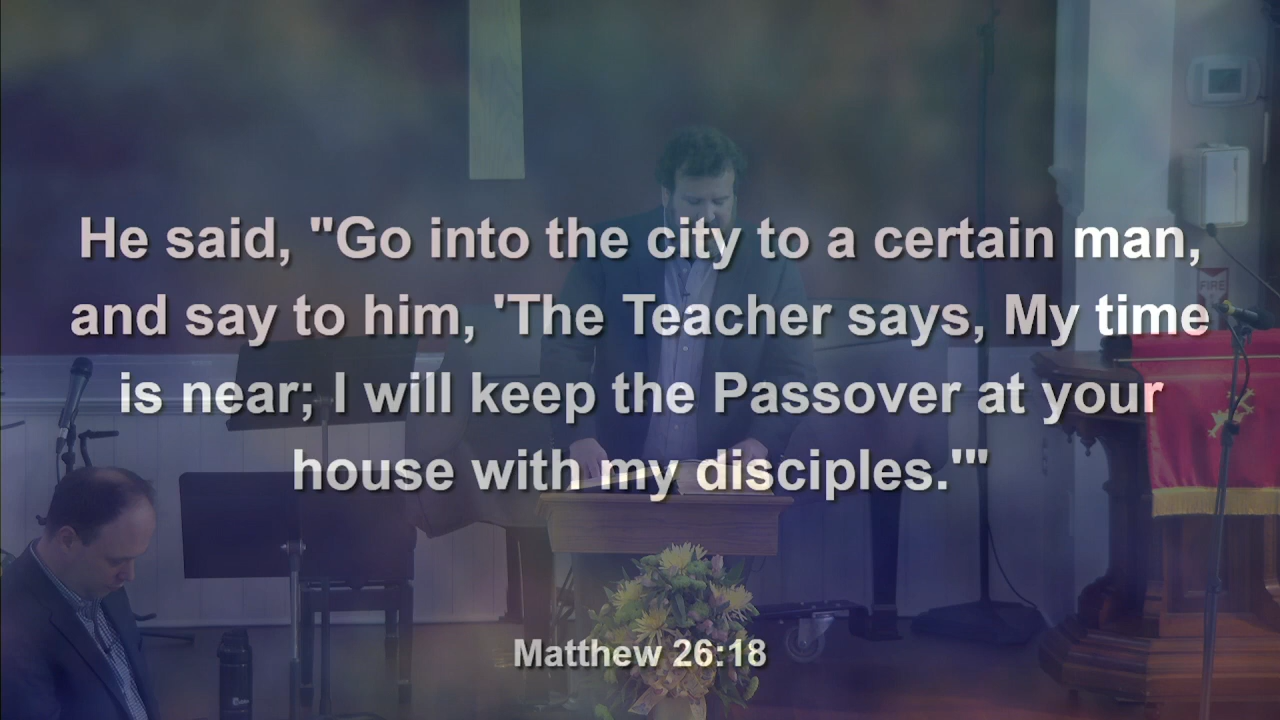 He said, "Go into the city to a certain man,
and say to him, 'The Teacher says, My time
is near; I will keep the Passover at your
house with my disciples.'"
Matthew 26:18
FIRE